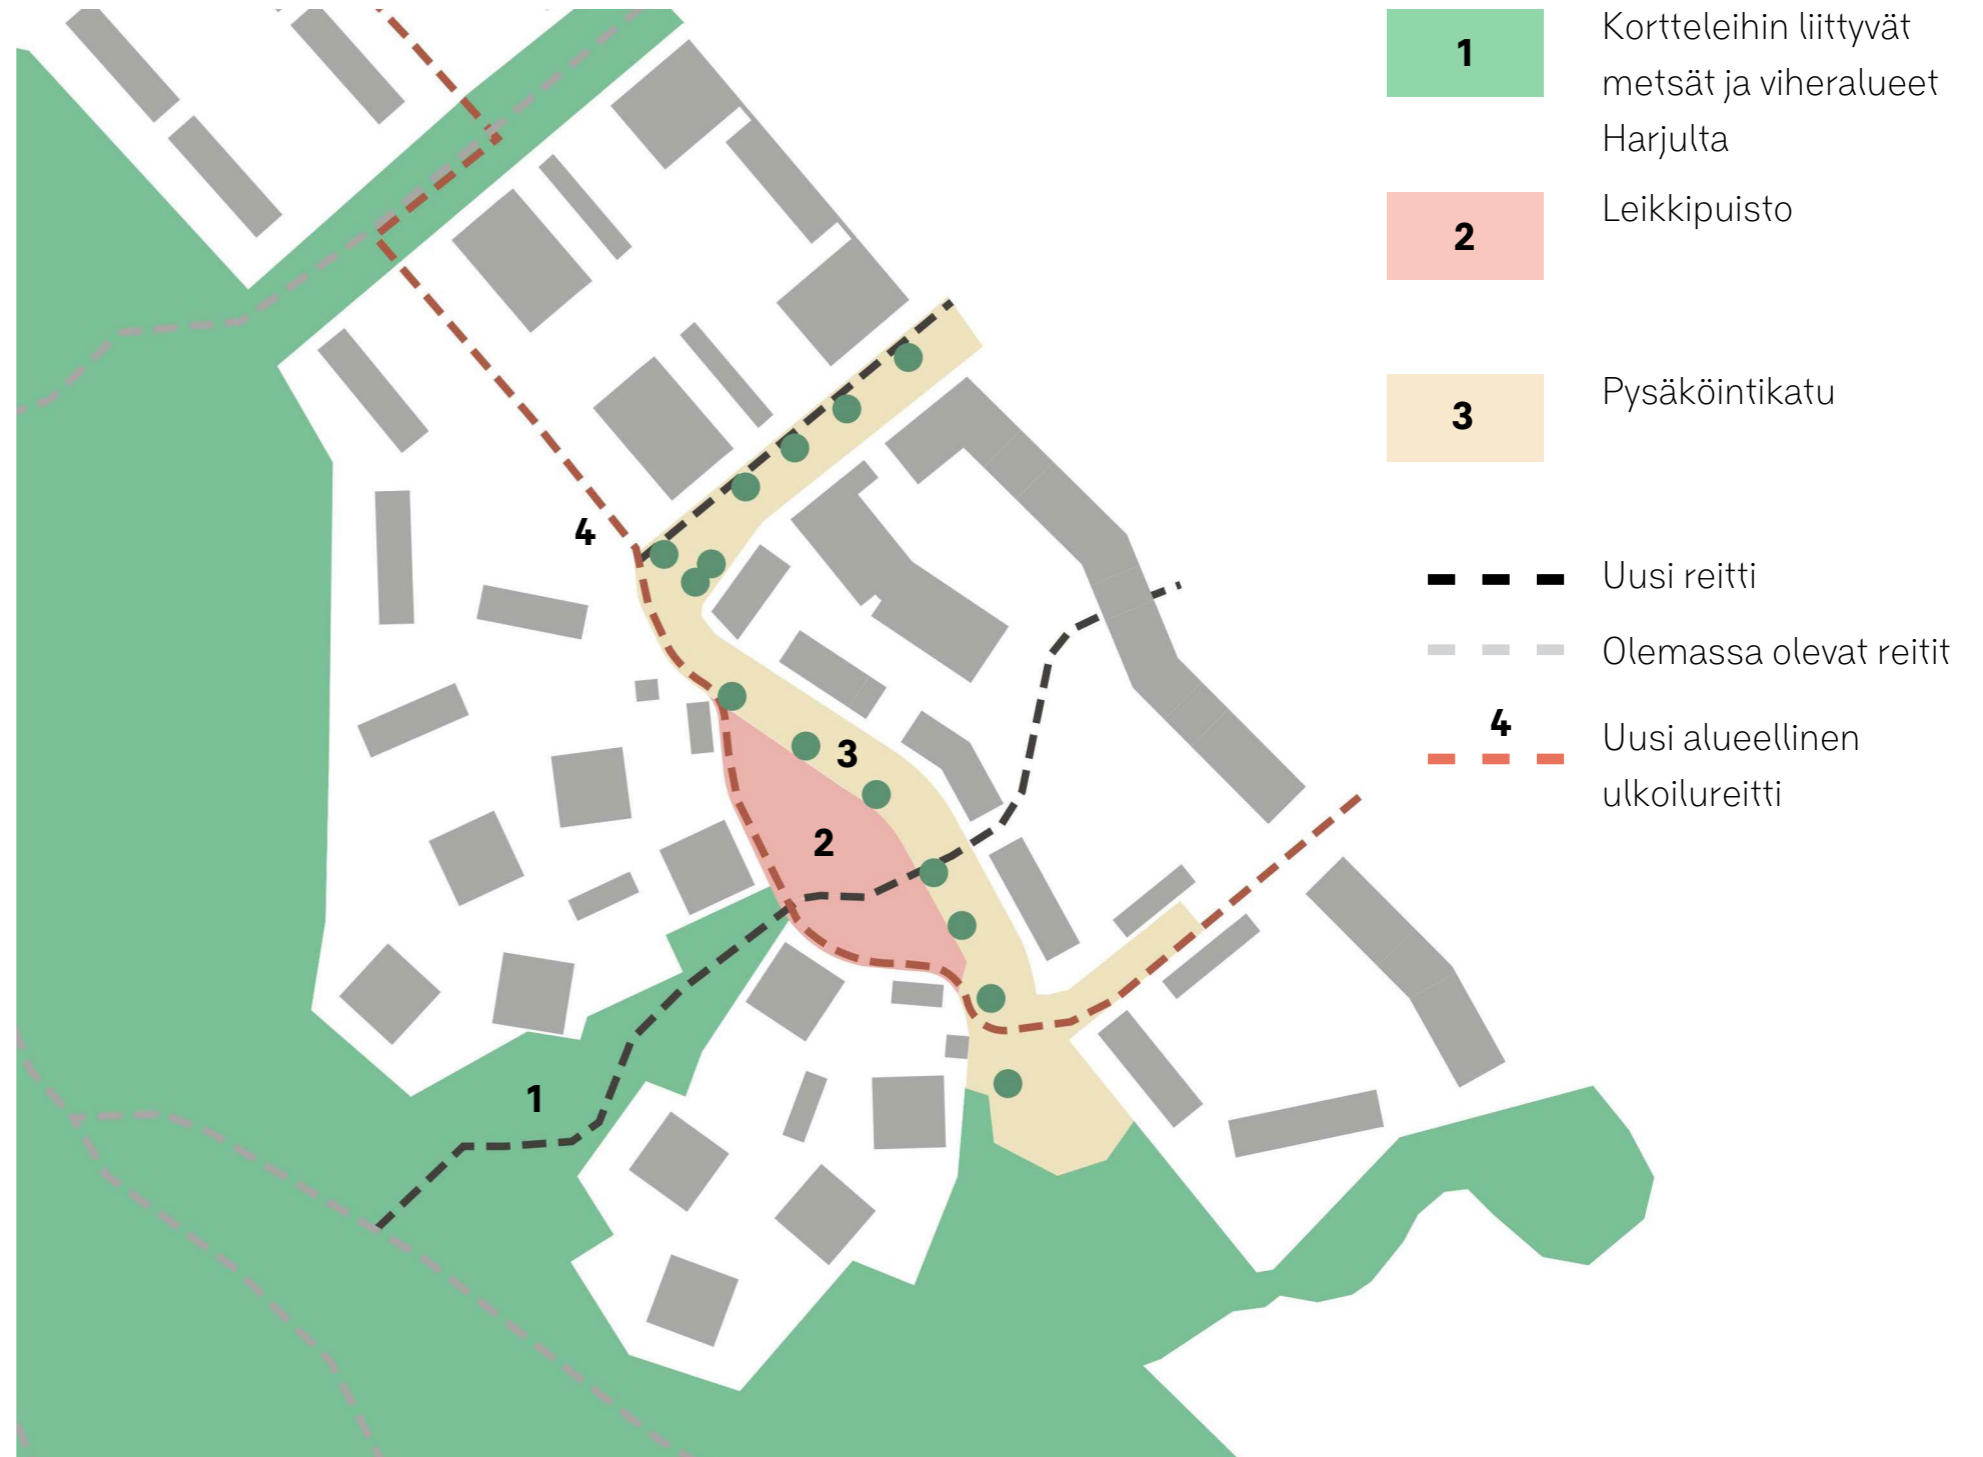 1
Kortteleihin liittyvät
metsät ja viheralueet
Harjulta
2
Leikkipuisto
3
Pysäköintikatu
Uusi reitti
Olemassa olevat reitit
4
Uusi alueellinen
ulkoilureitti
4
3
2
1